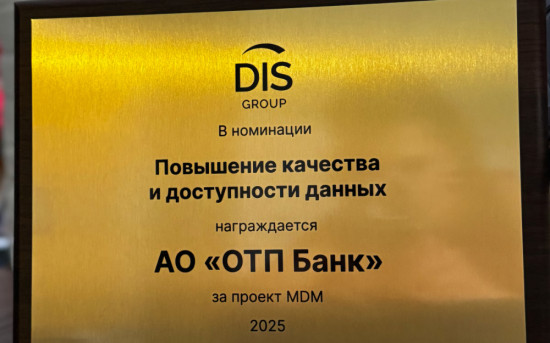 DIS
GROUP
В номинации
Повышение качества
и доступности данных
награждается
АО «ОТП Банк»
за проект MDM
2025